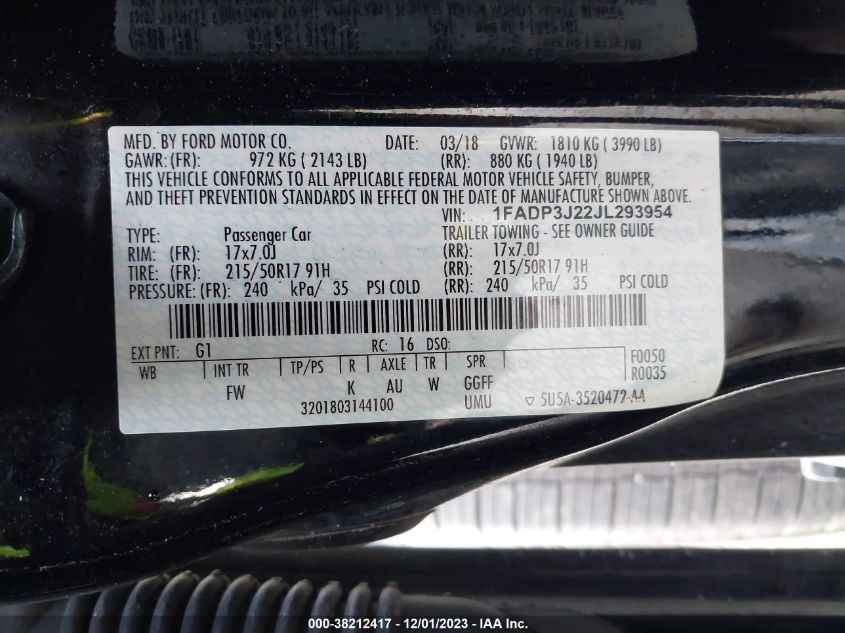 MFD. BY FORD MOTOR CO. DATE: 03/18 GVWR: 1810 KG ( 3990 LB)
GAWR:(FR): 972 KG ( 2143 LB) (RR): 880 KG ( 1940 LB)
THIS VEHICLE CONFORMS TO ALL APPLICABLE FEDERAL MOTOR VEHICLE SAFETY, BUMPER,
AND THEFT PREVENTION STANDARDS IN EFFECT ON THE DATE OF MANUFACTURE SHOWN ABOVE.
VIN: 1FADP3J22JL293954
TYPE: Passenger Car TRAILER TOWING - SEE OWNER GUIDE
RIM: (FR): 17x7.0J (RR): 17x7.0J
TIRE: (FR): 215/50R17 91H (RR): 215/50R17 91H
PRESSURE: (FR): 240 kPa/ 35 PSI COLD (RR): 240 kPa/ 35 PSI COLD
EXT PNT: G1 RC: 16 DSO: F0050
WB INT TR TP/PS R AXLE TR SPR R0035
FW K AU W GGFF
3201803144100 UMU ▽ 5U5A-3520472-AA
000-38212417 - 12/01/2023 - #000-000-0000